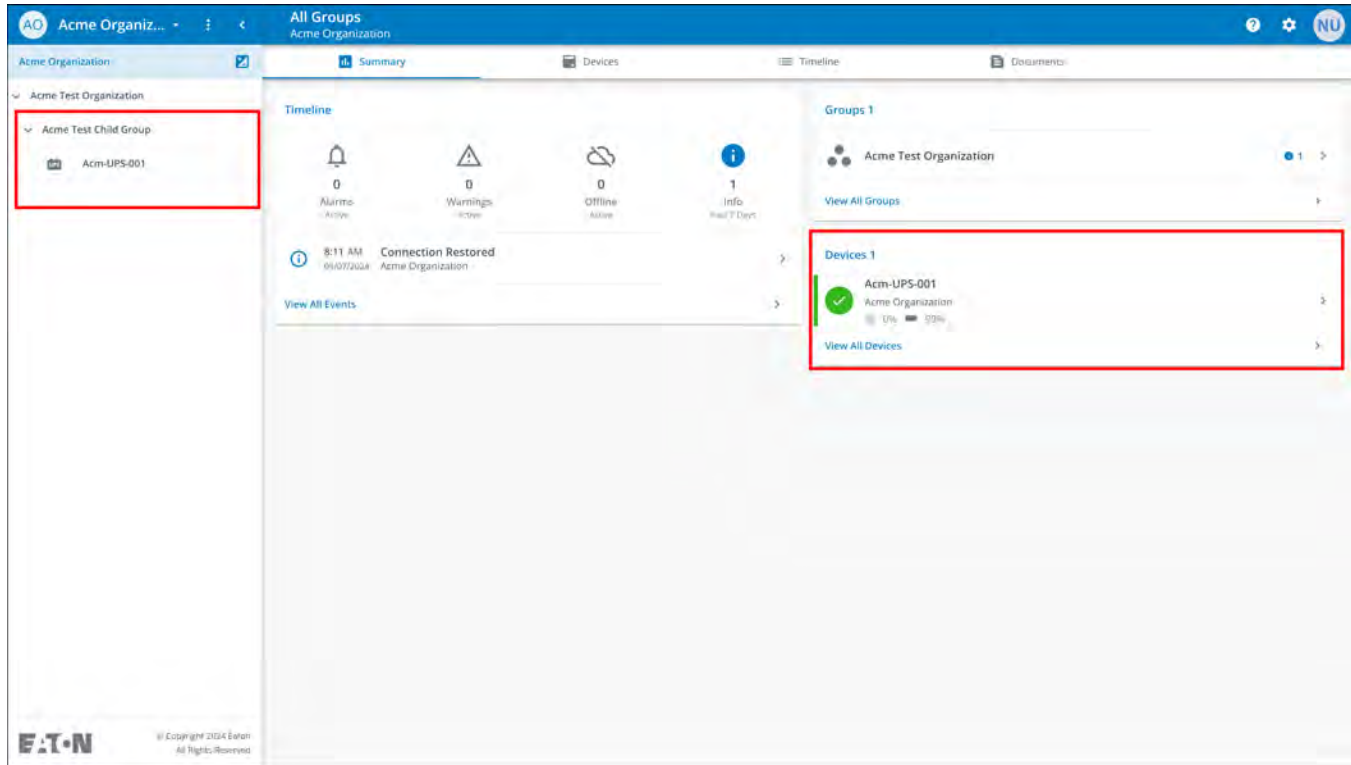 AO Acme Organiz...
All Groups
Acme Organization
NU
Acme Organization
Summary
Devices
Timeline
Documents
Acme Test Organization
Acme Test Child Group
Acm-UPS-001
Timeline
0
Alarms
Active
0
Warnings
Active
0
Offline
Active
1
Info
Past 7 Days
8:11 AM Connection Restored
Acme Organization
View All Events
Groups 1
Acme Test Organization
1
View All Groups
Devices 1
Acm-UPS-001
Acme Organization
0%
View All Devices
EATON
© Copyright 2024 Eaton
All Rights Reserved